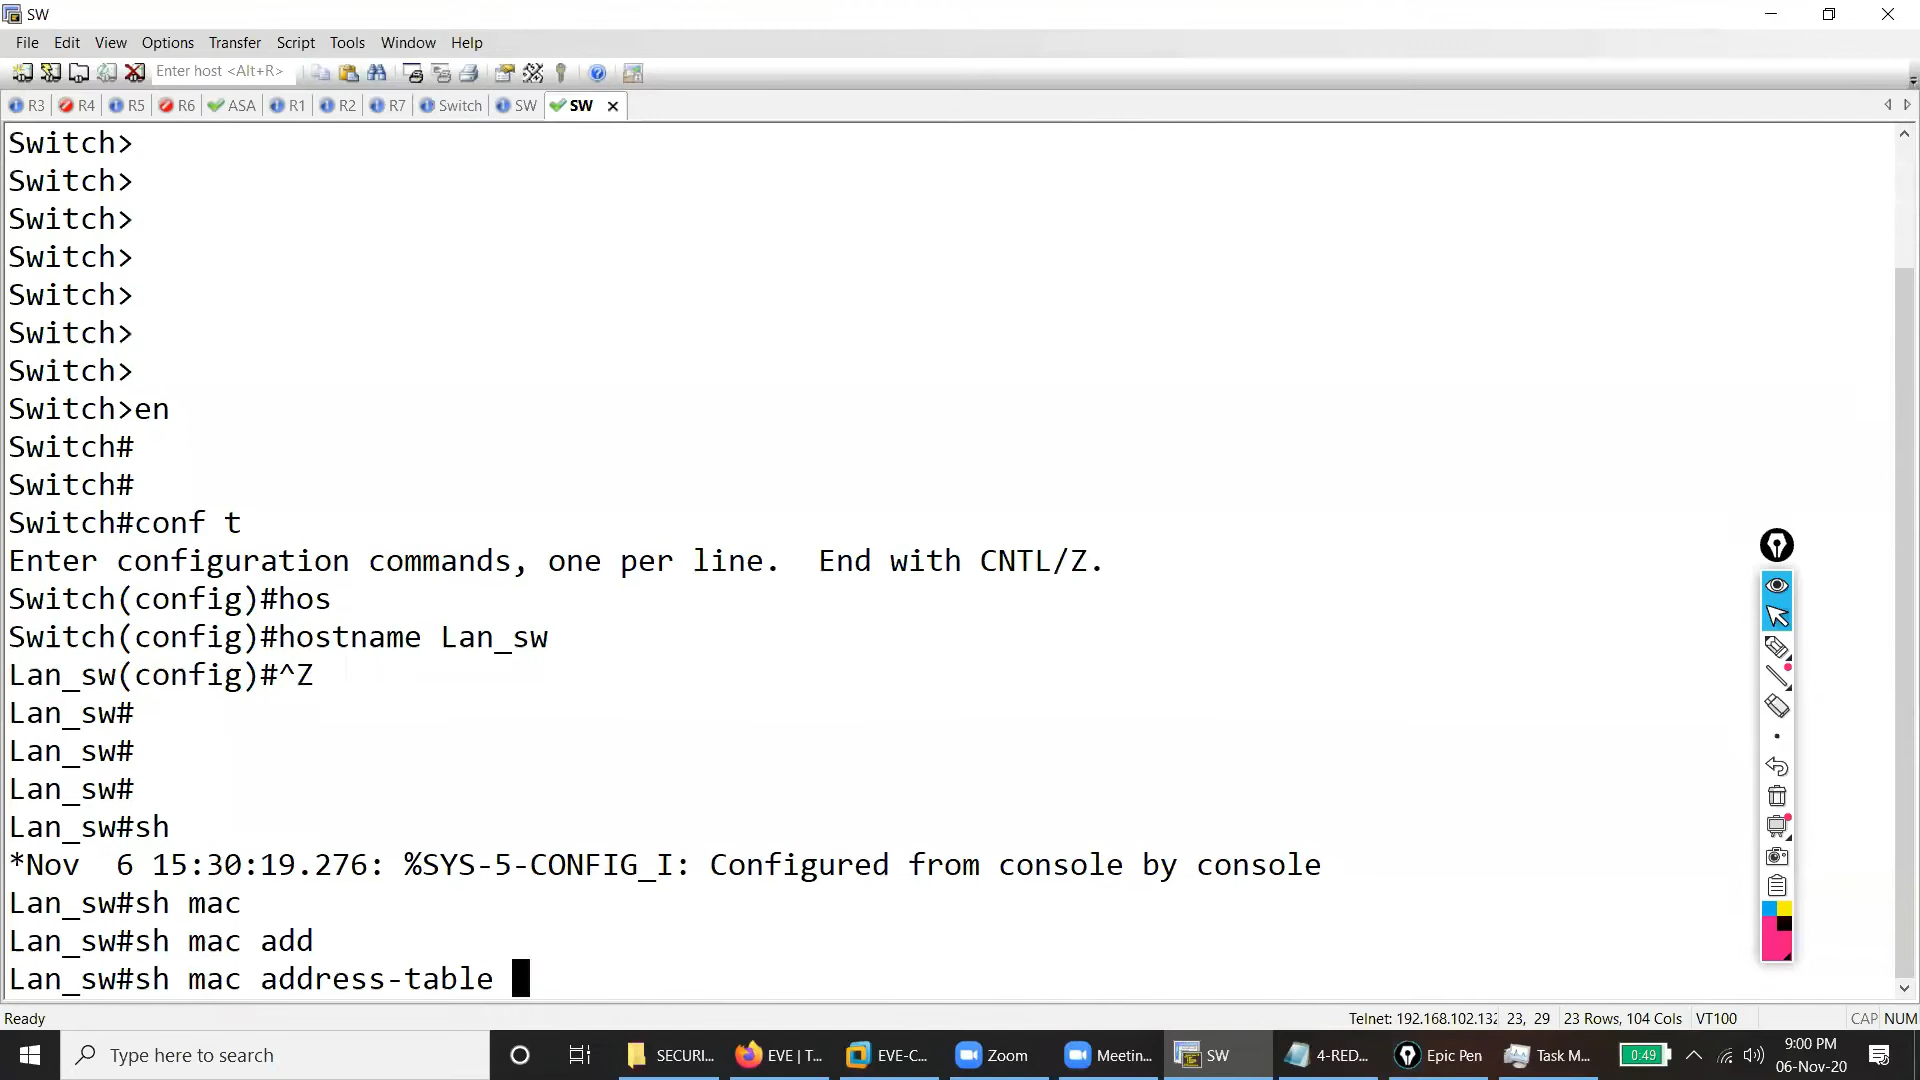 SW
File Edit View Options Transfer Script Tools Window Help
Enter host <Alt+R>
R3 R4 R5 R6 ASA R1 R2 R7 Switch SW SW
Switch>
Switch>
Switch>
Switch>
Switch>
Switch>
Switch>
Switch>en
Switch#
Switch#
Switch#conf t
Enter configuration commands, one per line.  End with CNTL/Z.
Switch(config)#hos
Switch(config)#hostname Lan_sw
Lan_sw(config)#^Z
Lan_sw#
Lan_sw#
Lan_sw#
Lan_sw#sh
*Nov  6 15:30:19.276: %SYS-5-CONFIG_I: Configured from console by console
Lan_sw#sh mac
Lan_sw#sh mac add
Lan_sw#sh mac address-table
Ready Telnet: 192.168.102.132 23, 29 23 Rows, 104 Cols VT100 CAP NUM
Type here to search SECURI... EVE | T... EVE-C... Zoom Meetin... SW 4-RED... Epic Pen Task M... 0:49 9:00 PM
06-Nov-20